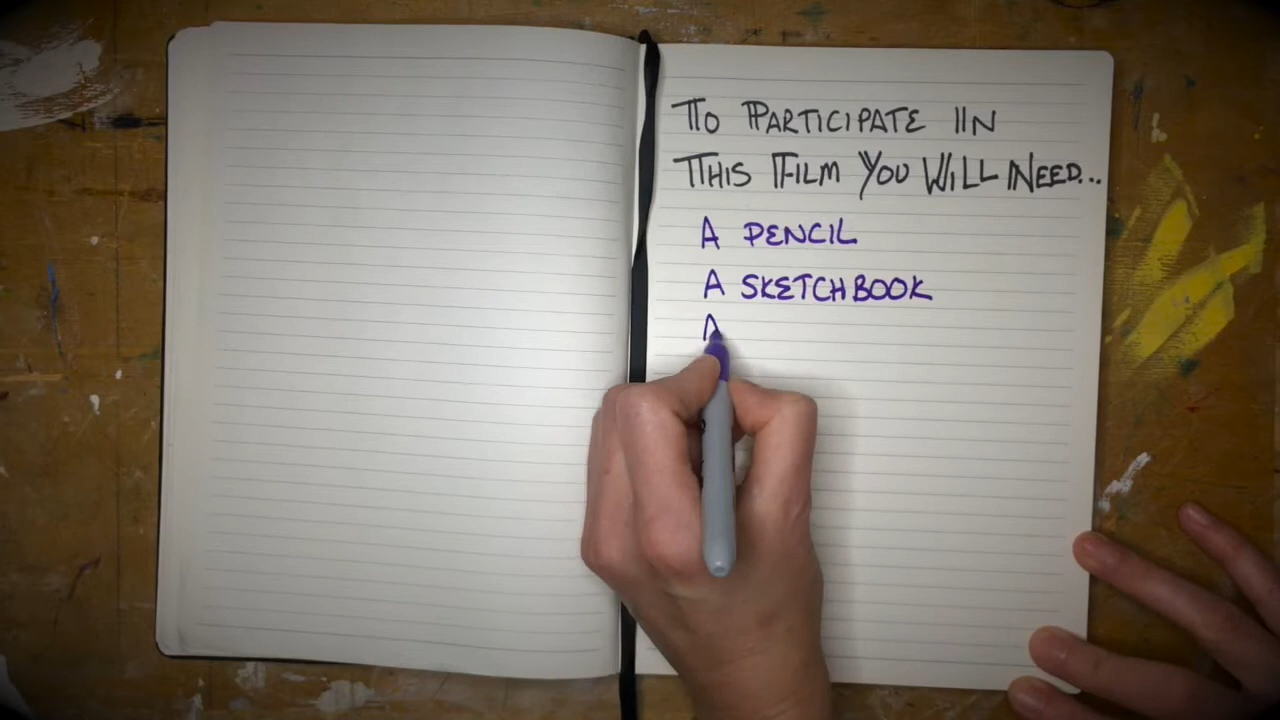 TO PARTICIPATE IN
THIS FILM YOU WILL NEED...
A PENCIL
A SKETCHBOOK
A